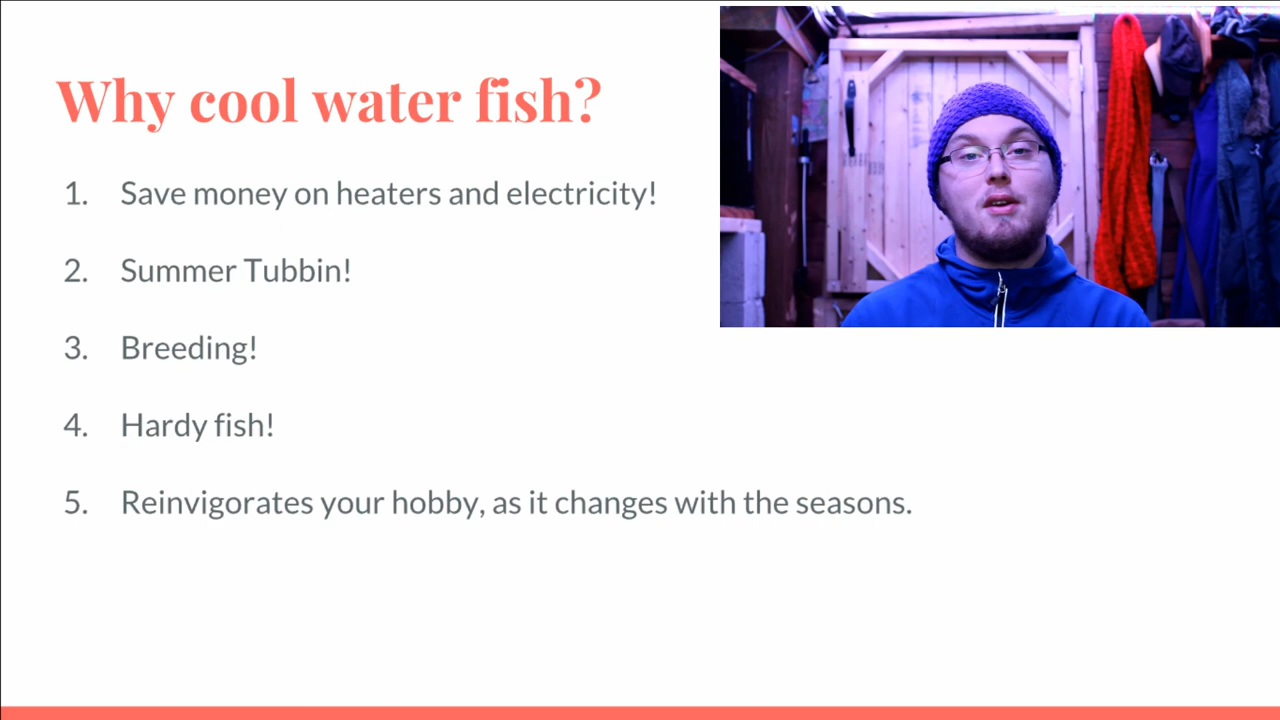 Why cool water fish?
1. Save money on heaters and electricity!
2. Summer Tubbin!
3. Breeding!
4. Hardy fish!
5. Reinvigorates your hobby, as it changes with the seasons.